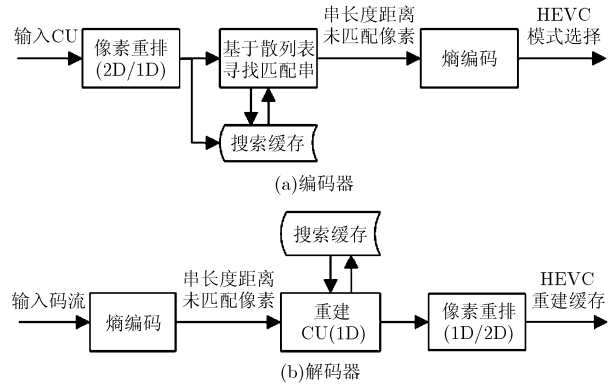 输入CU
像素重排
(2D/1D)
基于散列表
寻找匹配串
串长度距离
未匹配像素
熵编码
HEVC
模式选择
搜索缓存
(a)编码器
搜索缓存
输入码流
熵编码
串长度距离
未匹配像素
重建
CU(1D)
像素重排
(1D/2D)
HEVC
重建缓存
(b)解码器